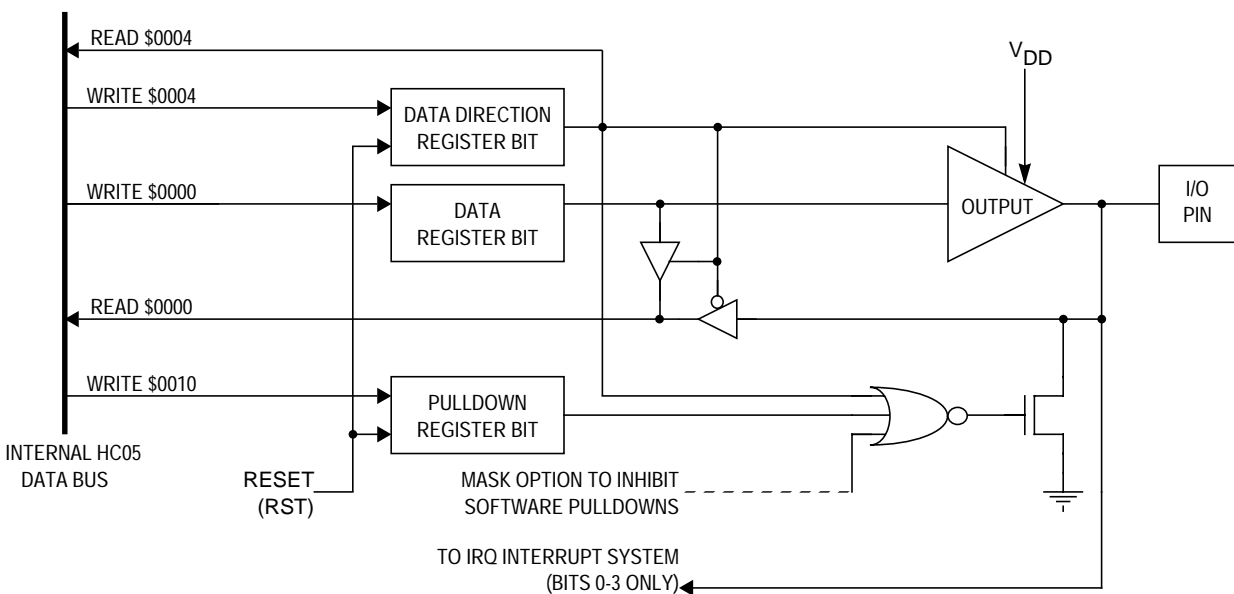 READ $0004
V DD
WRITE $0004
DATA DIRECTION
REGISTER BIT
WRITE $0000
DATA
REGISTER BIT
OUTPUT
I/O
PIN
READ $0000
WRITE $0010
PULLDOWN
REGISTER BIT
INTERNAL HC05
DATA BUS
RESET
(RST)
MASK OPTION TO INHIBIT
SOFTWARE PULLDOWNS
TO IRQ INTERRUPT SYSTEM
(BITS 0-3 ONLY)